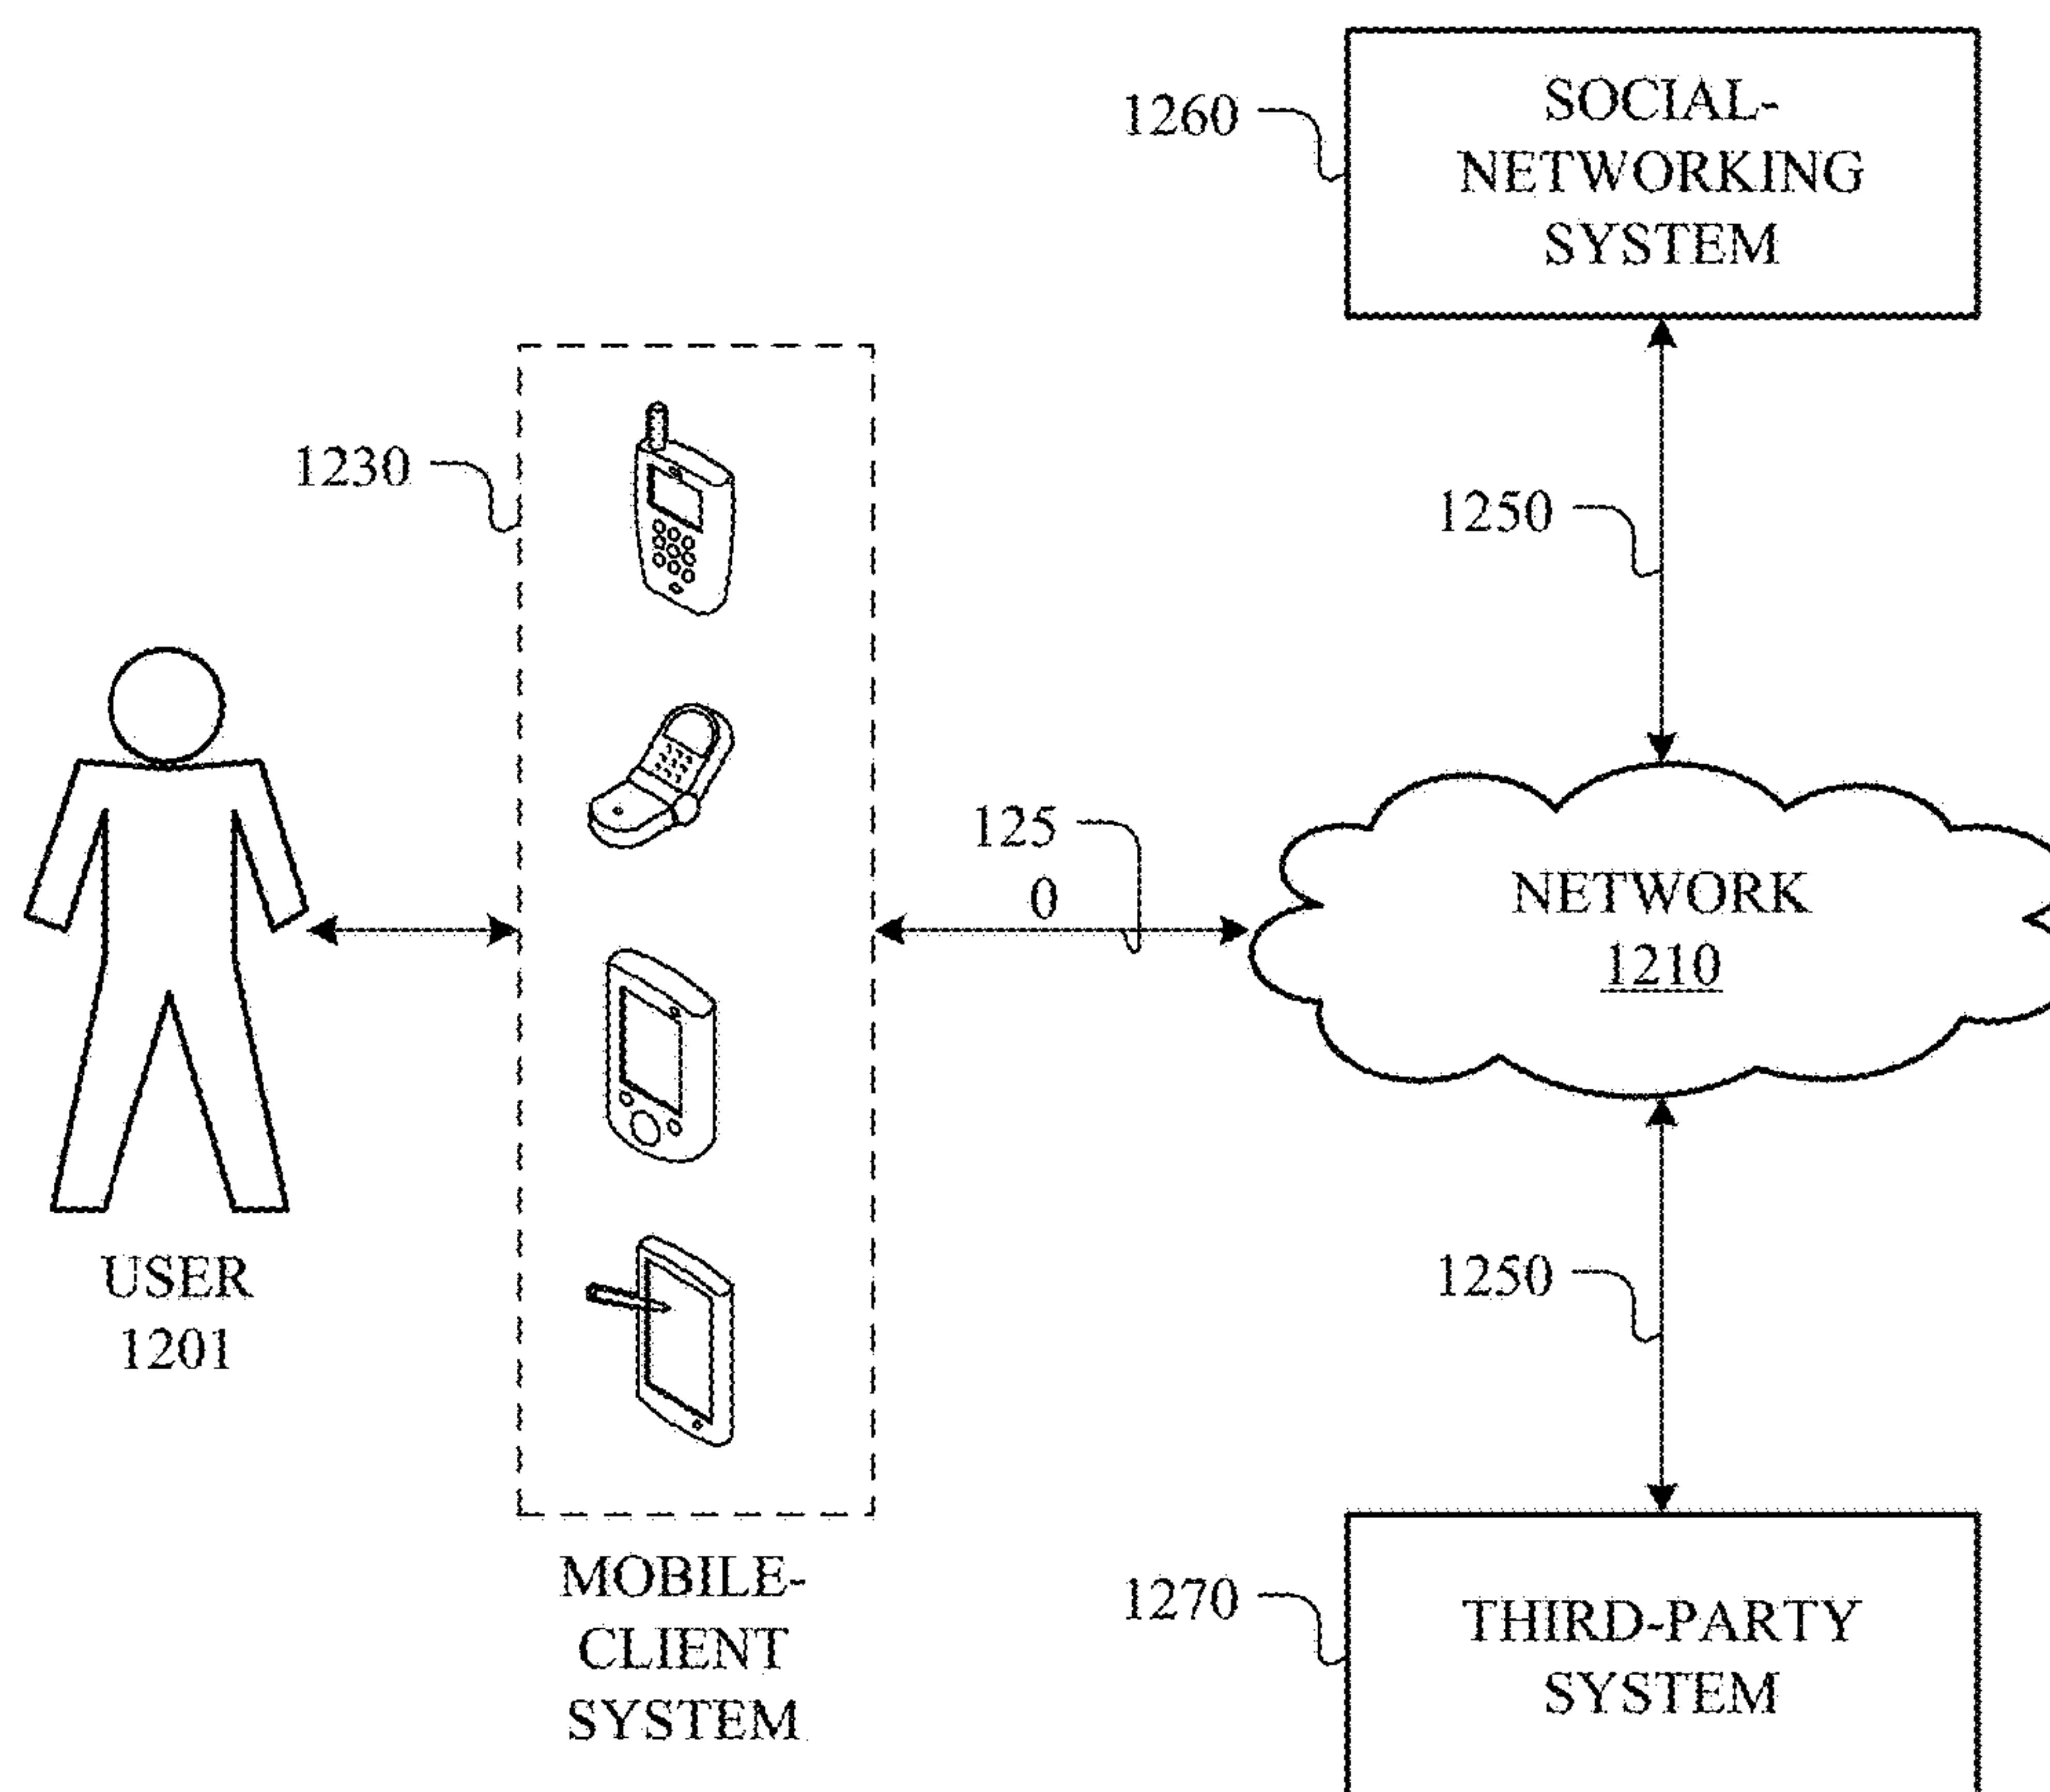 1260
SOCIAL-
NETWORKING
SYSTEM
1230
1250
125
0
NETWORK
1210
USER
1201
1250
MOBILE-
CLIENT
SYSTEM
1270
THIRD-PARTY
SYSTEM